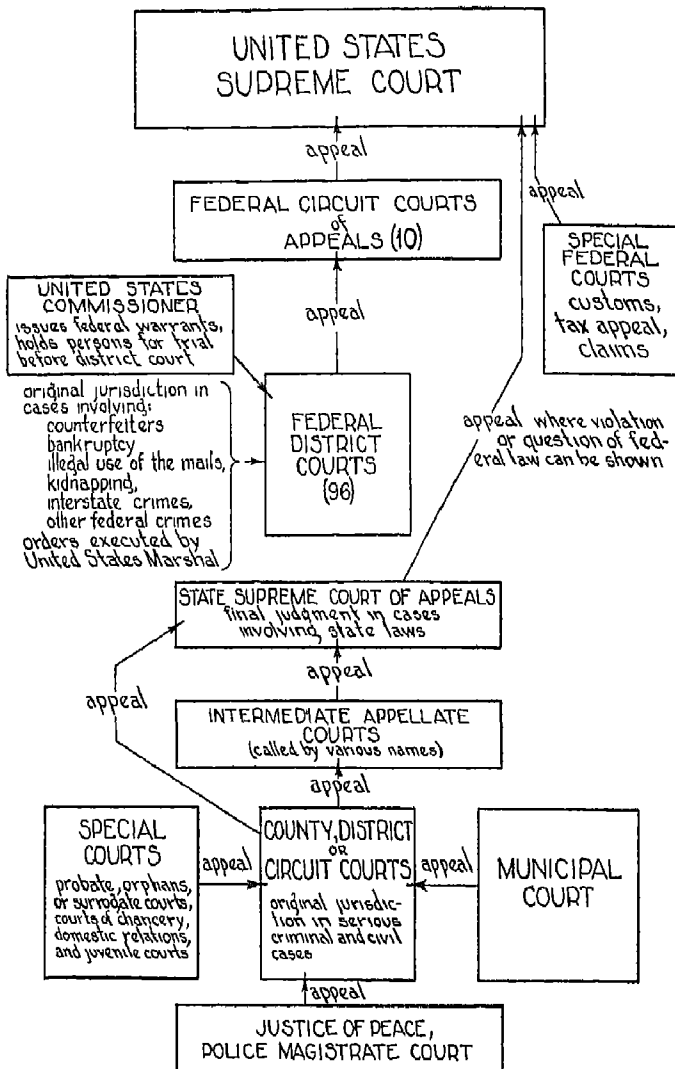 UNITED STATES
SUPREME COURT
appeal
appeal
FEDERAL CIRCUIT COURTS
of
APPEALS (10)
SPECIAL
FEDERAL
COURTS
customs,
tax appeal,
claims
UNITED STATES
COMMISSIONER
issues federal warrants,
holds persons for trial
before district court
appeal
original jurisdiction in
cases involving:
counterfeiters
bankruptcy
illegal use of the mails,
kidnapping,
interstate crimes,
other federal crimes
orders executed by
United States Marshal
FEDERAL
DISTRICT
COURTS
(96)
appeal where violation
or question of fed-
eral law can be shown
STATE SUPREME COURT OF APPEALS
final judgment in cases
involving state laws
appeal
appeal
INTERMEDIATE APPELLATE
COURTS
(called by various names)
appeal
SPECIAL
COURTS
probate, orphans,
or surrogate courts,
courts of chancery,
domestic relations,
and juvenile courts
appeal
COUNTY, DISTRICT
or
CIRCUIT COURTS
original jurisdic-
tion in serious
criminal and civil
cases
appeal
MUNICIPAL
COURT
appeal
JUSTICE OF PEACE,
POLICE MAGISTRATE COURT